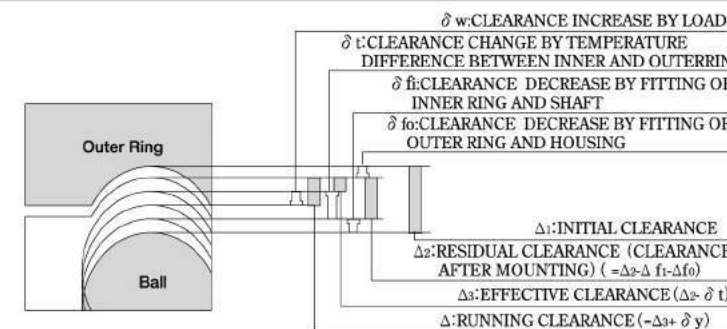 δ w:CLEARANCE INCREASE BY LOAD
δ t:CLEARANCE CHANGE BY TEMPERATURE
DIFFERENCE BETWEEN INNER AND OUTERRIN
δ fi:CLEARANCE DECREASE BY FITTING OF
INNER RING AND SHAFT
δ fo:CLEARANCE DECREASE BY FITTING OF
OUTER RING AND HOUSING
Outer Ring
Ball
Δ1:INITIAL CLEARANCE
Δ2:RESIDUAL CLEARANCE (CLEARANCE
AFTER MOUNTING) ( =Δ2-Δ f1-Δf0)
Δ3:EFFECTIVE CLEARANCE (Δ2- δ t)
Δ:RUNNING CLEARANCE (=Δ3+ δ y)